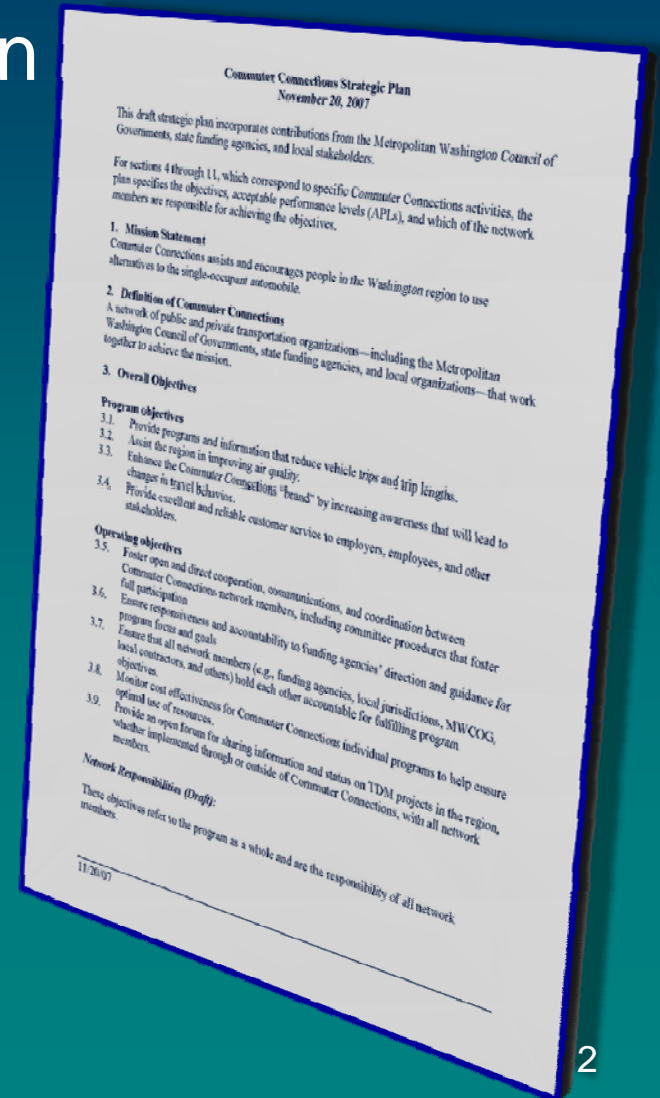 n
Commuter Connections Strategic Plan
November 20, 2007
This draft strategic plan incorporates contributions from the Metropolitan Washington Council of
Governments, state funding agencies, and local stakeholders.
For sections 4 through 11, which correspond to specific Commuter Connections activities, the
plan specifies the objectives, acceptable performance levels (APLs), and which of the network
members are responsible for achieving the objectives.
1. Mission Statement
Commuter Connections assists and encourages people in the Washington region to use
alternatives to the single-occupant automobile.
2. Definition of Commuter Connections
A network of public and private transportation organizations—including the Metropolitan
Washington Council of Governments, state funding agencies, and local organizations—that work
together to achieve the mission.
3. Overall Objectives
Program objectives
3.1. Provide programs and information that reduce vehicle trips and trip lengths.
3.2. Assist the region in improving air quality.
3.3. Enhance the Commuter Connections "brand" by increasing awareness that will lead to
changes in travel behavior.
3.4. Provide excellent and reliable customer service to employers, employees, and other
stakeholders.
Operating objectives
3.5. Foster open and direct cooperation, communications, and coordination between
Commuter Connections network members, including committee procedures that foster
full participation
3.6. Ensure responsiveness and accountability to funding agencies' direction and guidance for
program focus and goals
3.7. Ensure that all network members (e.g., funding agencies, local jurisdictions, MWCOG,
local contractors, and others) hold each other accountable for fulfilling program
objectives.
3.8. Monitor cost effectiveness for Commuter Connections individual programs to help ensure
optimal use of resources.
3.9. Provide an open forum for sharing information and status on TDM projects in the region,
whether implemented through or outside of Commuter Connections, with all network
members.
Network Responsibilities (Draft):
These objectives refer to the program as a whole and are the responsibility of all network
members.
11/20/07
2